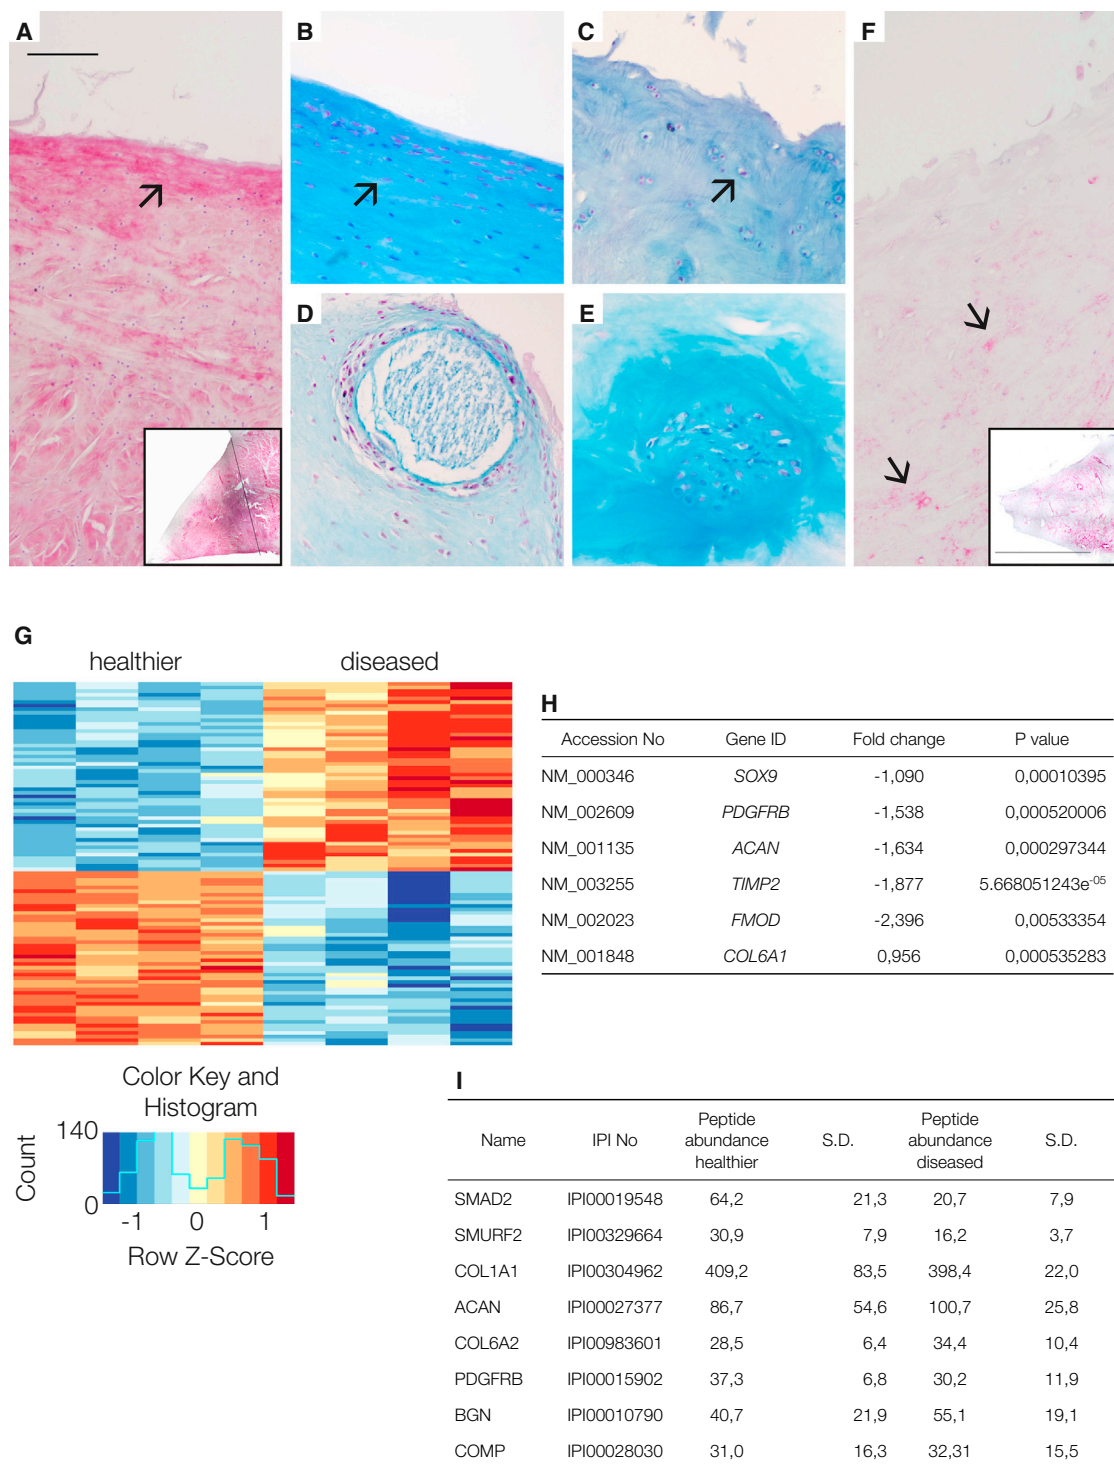 A
B
C
F
D
E
G
healthier diseased
H
Accession No Gene ID Fold change P value
NM_000346 SOX9 -1,090 0,00010395
NM_002609 PDGFRB -1,538 0,000520006
NM_001135 ACAN -1,634 0,000297344
NM_003255 TIMP2 -1,877 5.668051243e-05
NM_002023 FMOD -2,396 0,00533354
NM_001848 COL6A1 0,956 0,000535283
Color Key and
Histogram
Count
140
0
-1 0 1
Row Z-Score
I
Name IPI No Peptide abundance healthier S.D. Peptide abundance diseased S.D.
SMAD2 IPI00019548 64,2 21,3 20,7 7,9
SMURF2 IPI00329664 30,9 7,9 16,2 3,7
COL1A1 IPI00304962 409,2 83,5 398,4 22,0
ACAN IPI00027377 86,7 54,6 100,7 25,8
COL6A2 IPI00983601 28,5 6,4 34,4 10,4
PDGFRB IPI00015902 37,3 6,8 30,2 11,9
BGN IPI00010790 40,7 21,9 55,1 19,1
COMP IPI00028030 31,0 16,3 32,31 15,5